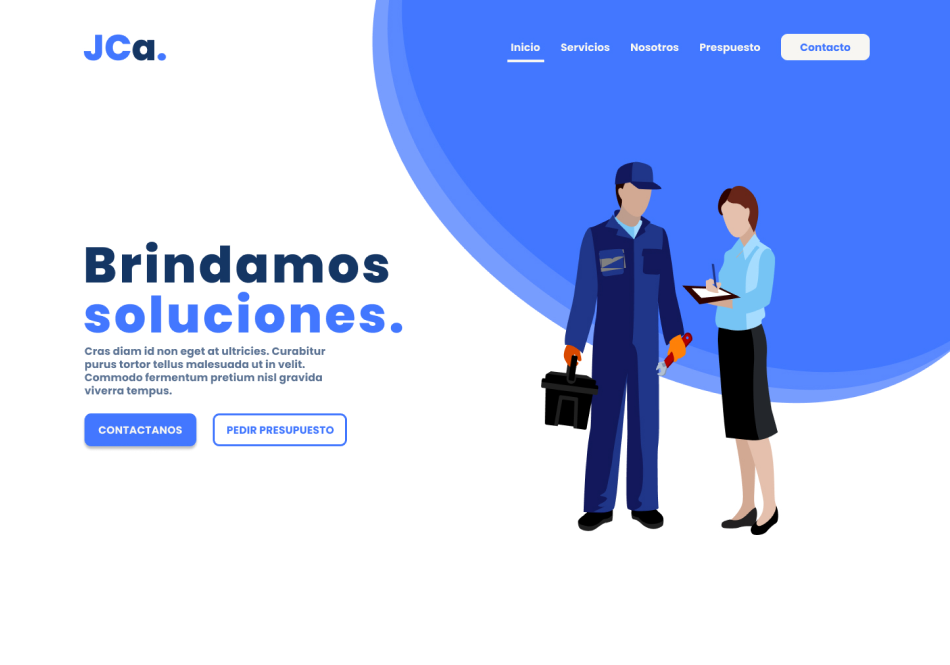 JCa.
Inicio Servicios Nosotros Prespuesto Contacto
Brindamos
soluciones.
Cras diam id non eget at ultricies. Curabitur
purus tortor tellus malesuada ut in velit.
Commodo fermentum pretium nisl gravida
viverra tempus.
CONTACTANOS PEDIR PRESUPUESTO